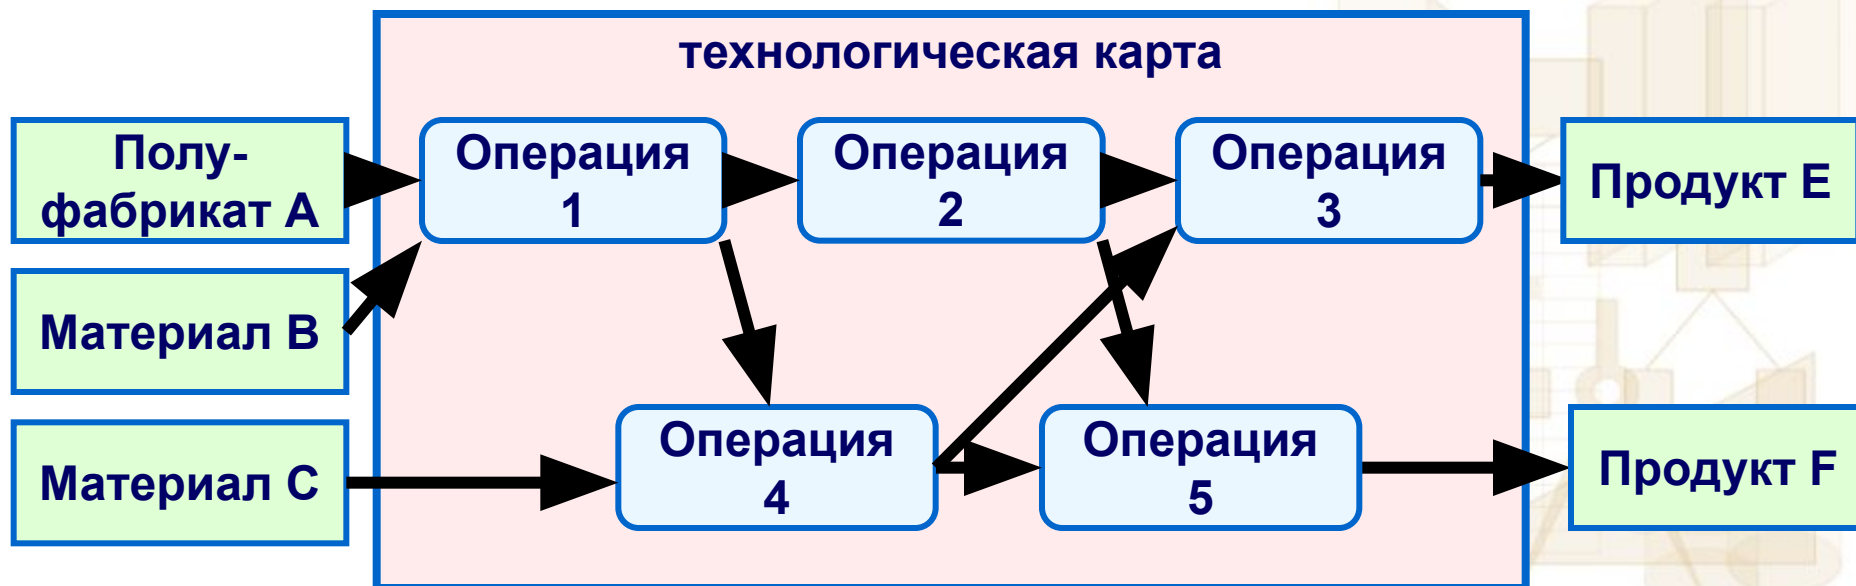 технологическая карта
Полу-
фабрикат А
Операция
1
Операция
2
Операция
3
Продукт Е
Материал В
Материал С
Операция
4
Операция
5
Продукт F